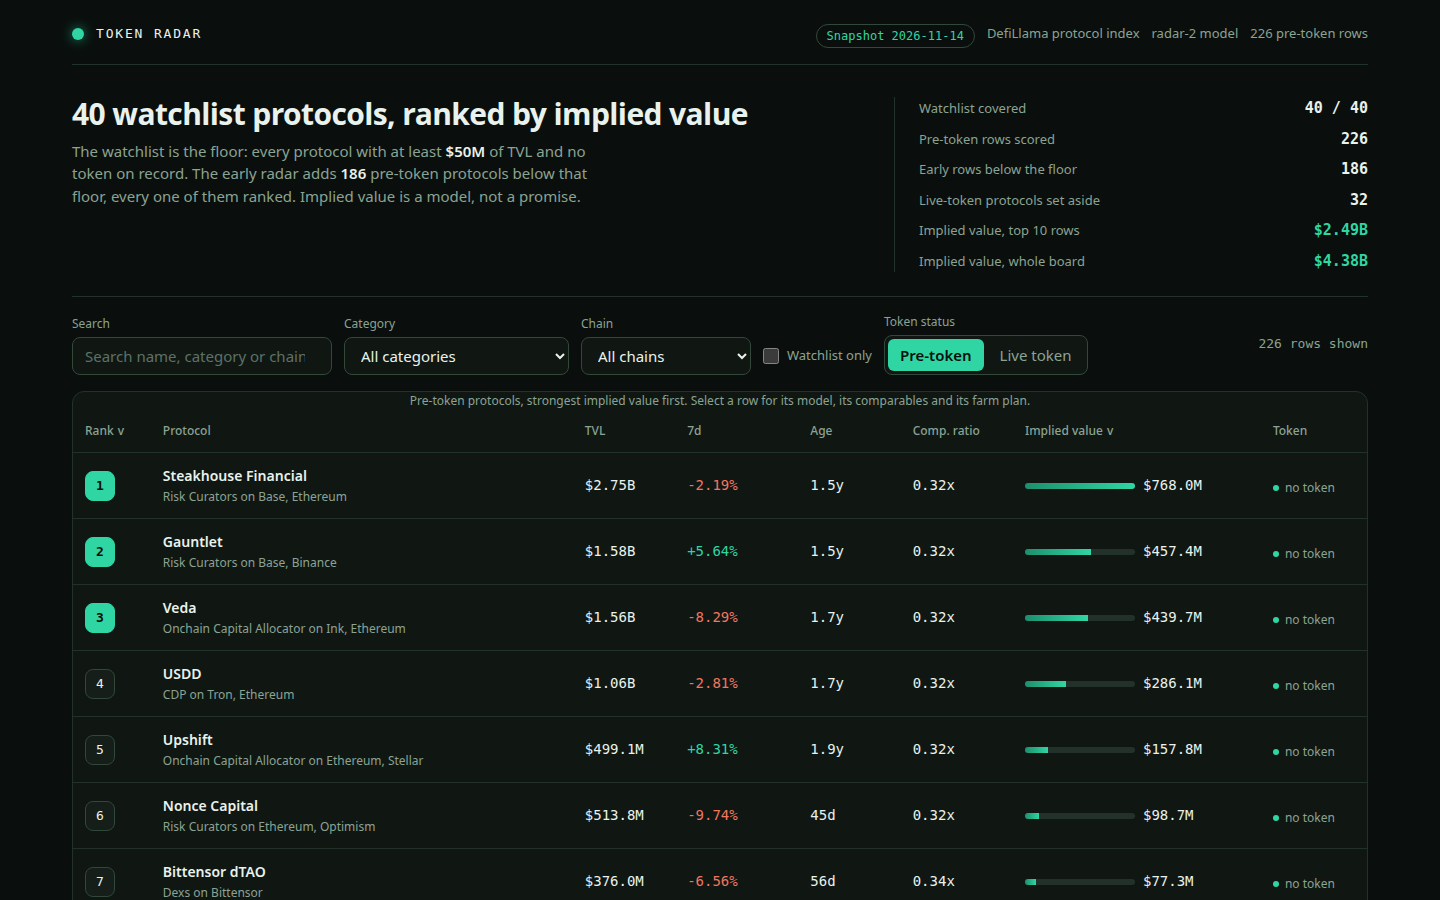 TOKEN RADAR
Snapshot 2026-11-14 DefiLlama protocol index radar-2 model 226 pre-token rows
40 watchlist protocols, ranked by implied value
The watchlist is the floor: every protocol with at least $50M of TVL and no
token on record. The early radar adds 186 pre-token protocols below that
floor, every one of them ranked. Implied value is a model, not a promise.
Watchlist covered 40 / 40
Pre-token rows scored 226
Early rows below the floor 186
Live-token protocols set aside 32
Implied value, top 10 rows $2.49B
Implied value, whole board $4.38B
Search Category Chain Token status
Search name, category or chain All categories All chains Watchlist only Pre-token Live token 226 rows shown
Pre-token protocols, strongest implied value first. Select a row for its model, its comparables and its farm plan.
Rank v Protocol TVL 7d Age Comp. ratio Implied value v Token
1 Steakhouse Financial $2.75B -2.19% 1.5y 0.32x $768.0M no token
Risk Curators on Base, Ethereum
2 Gauntlet $1.58B +5.64% 1.5y 0.32x $457.4M no token
Risk Curators on Base, Binance
3 Veda $1.56B -8.29% 1.7y 0.32x $439.7M no token
Onchain Capital Allocator on Ink, Ethereum
4 USDD $1.06B -2.81% 1.7y 0.32x $286.1M no token
CDP on Tron, Ethereum
5 Upshift $499.1M +8.31% 1.9y 0.32x $157.8M no token
Onchain Capital Allocator on Ethereum, Stellar
6 Nonce Capital $513.8M -9.74% 45d 0.32x $98.7M no token
Risk Curators on Ethereum, Optimism
7 Bittensor dTAO $376.0M -6.56% 56d 0.34x $77.3M no token
Dexs on Bittensor